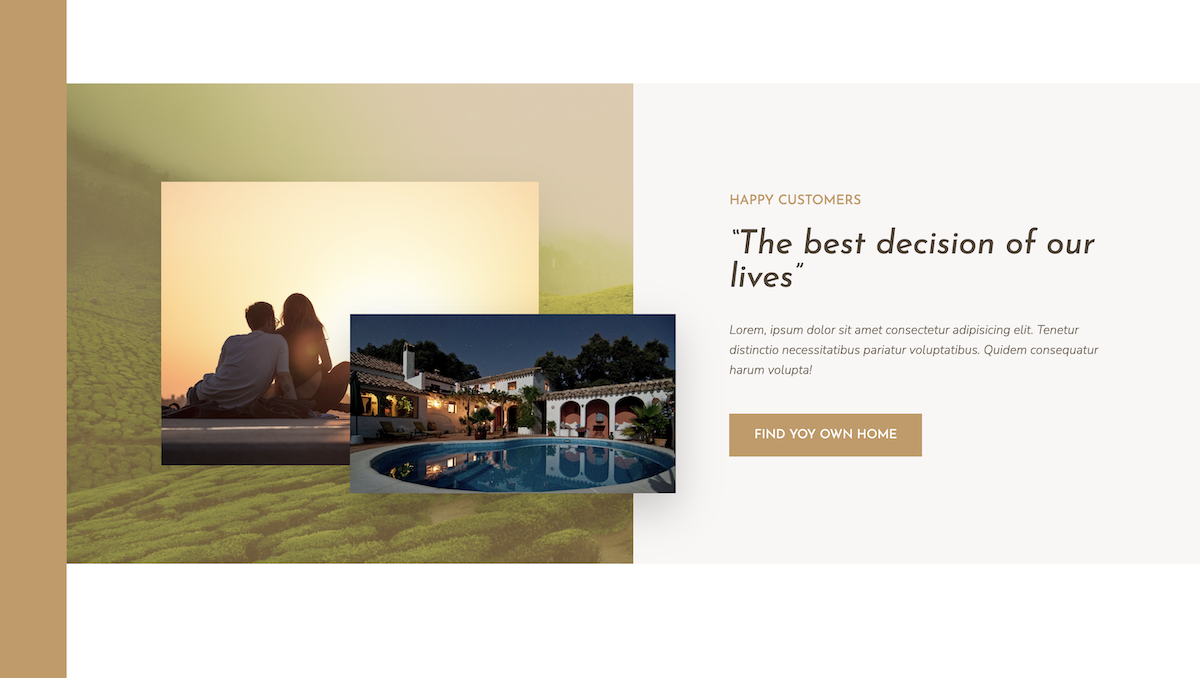 HAPPY CUSTOMERS
“The best decision of our
lives”
Lorem, ipsum dolor sit amet consectetur adipisicing elit. Tenetur
distinctio necessitatibus pariatur voluptatibus. Quidem consequatur
harum volupta!
FIND YOY OWN HOME